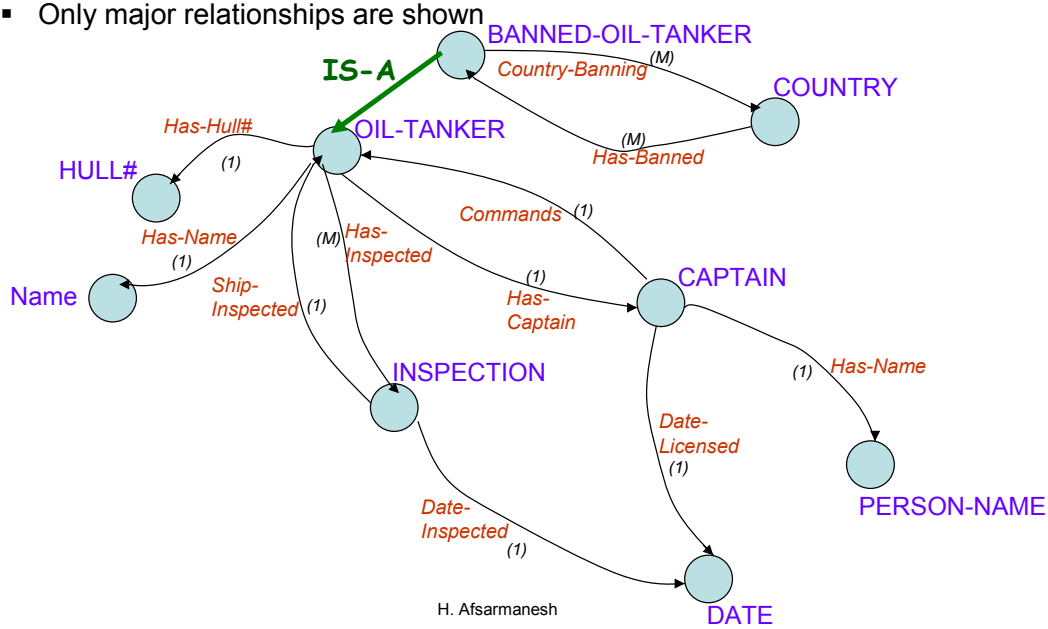 ▪ Only major relationships are shown
BANNED-OIL-TANKER
IS-A
Country-Banning
(M)
COUNTRY
Has-Hull#
OIL-TANKER
(M)
Has-Banned
(1)
HULL#
Commands
(1)
Has-Name
(1)
(M)
Has-
Inspected
Name
Ship-
Inspected
(1)
(1)
Has-
Captain
CAPTAIN
INSPECTION
(1)
Has-Name
Date-
Licensed
(1)
Date-
Inspected
(1)
PERSON-NAME
H. Afsarmanesh
DATE